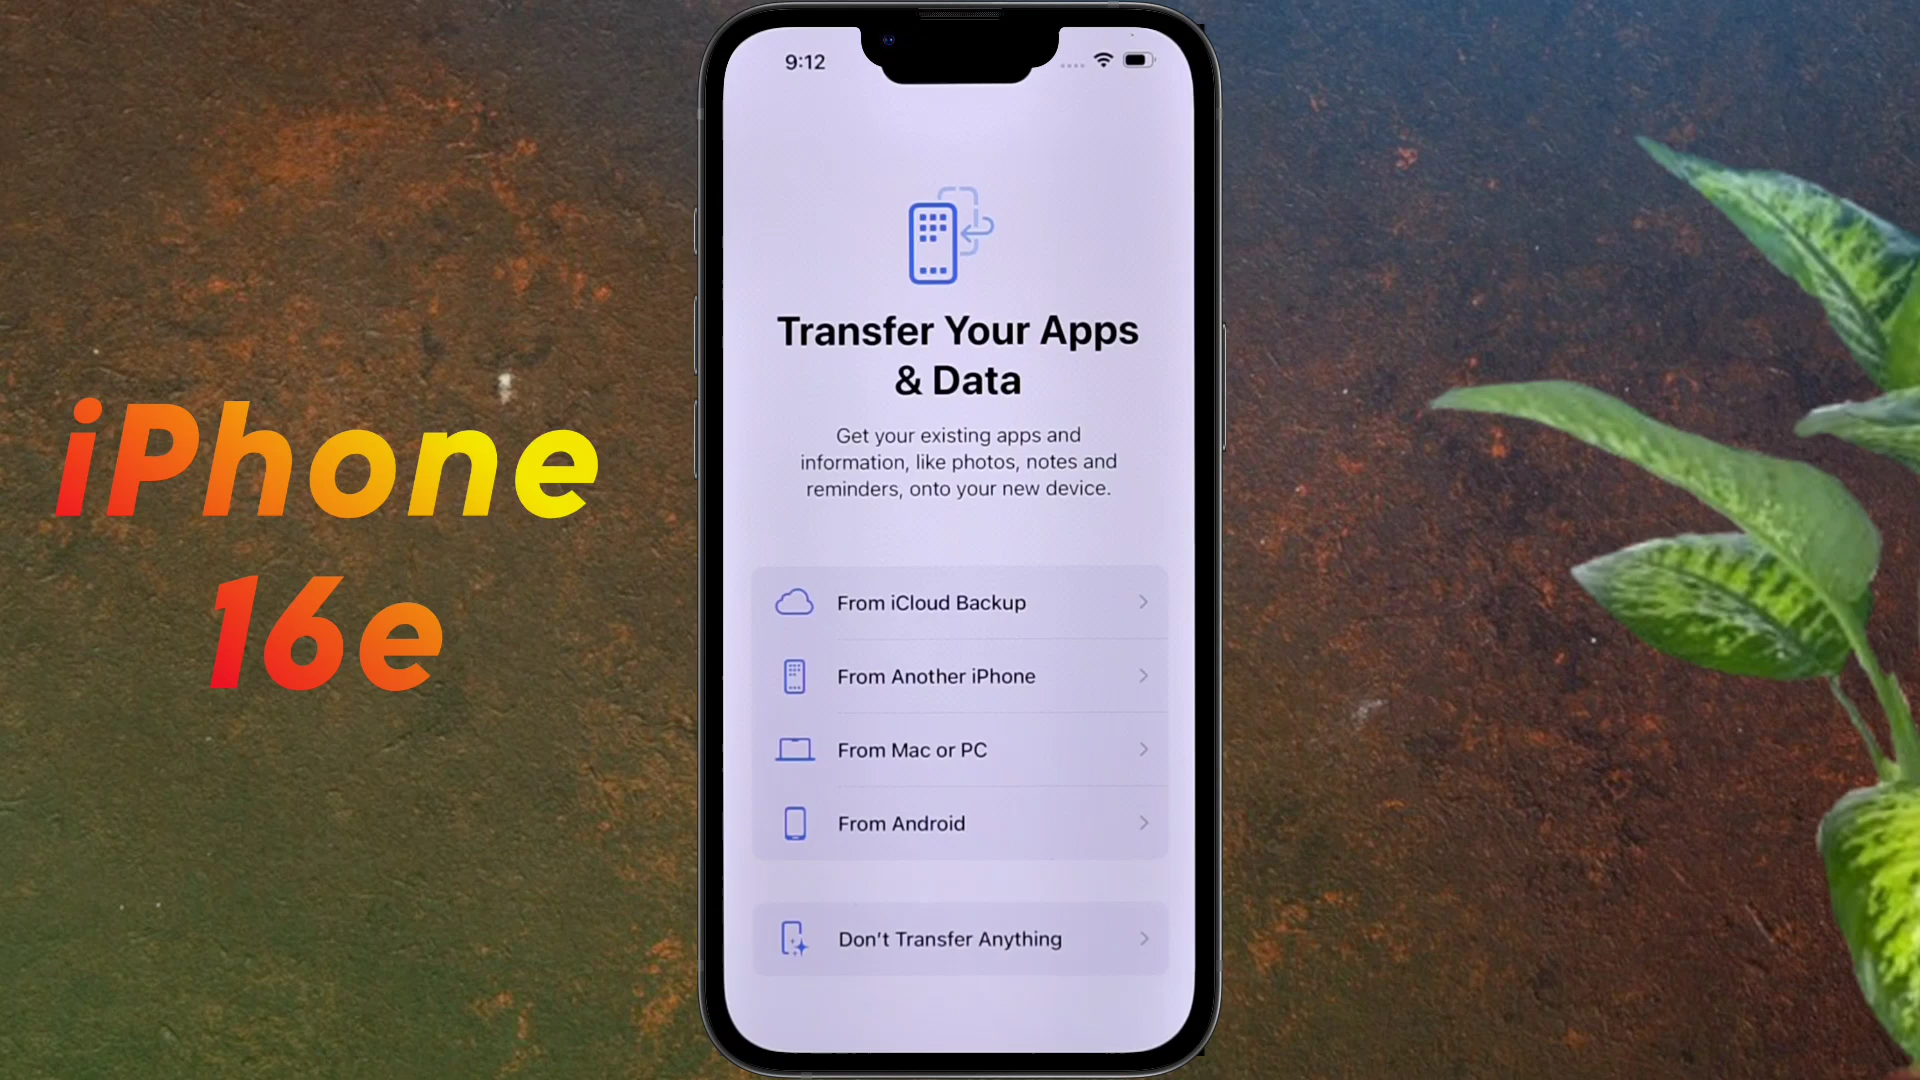 9:12
iPhone
16e
Transfer Your Apps
& Data
Get your existing apps and
information, like photos, notes and
reminders, onto your new device.
From iCloud Backup
From Another iPhone
From Mac or PC
From Android
Don't Transfer Anything